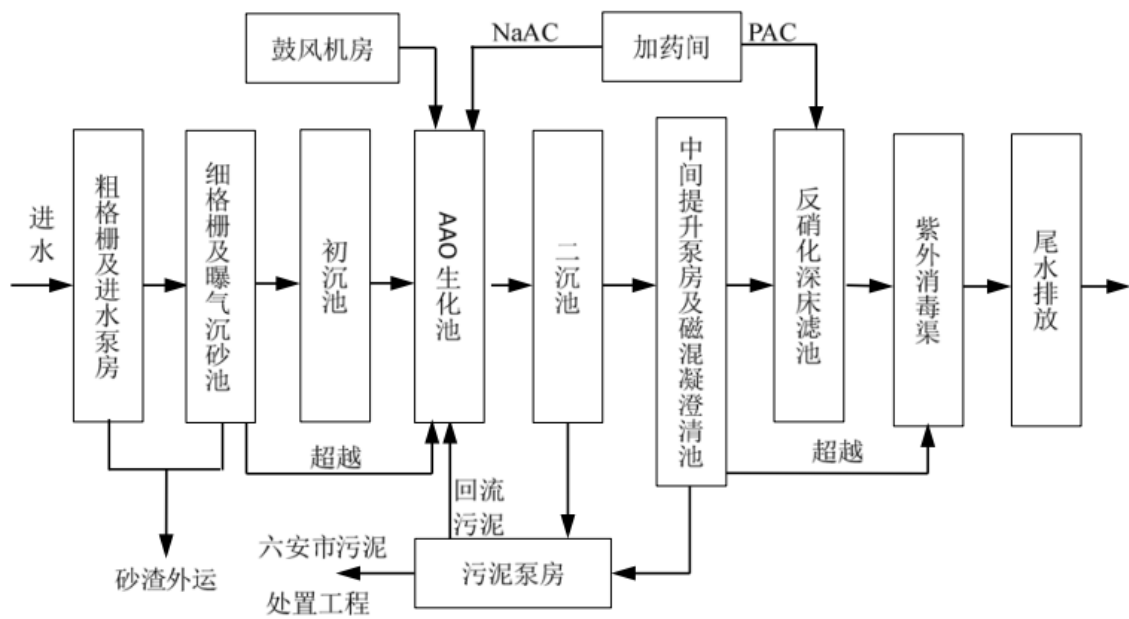 鼓风机房
NaAC
加药间
PAC
进水
粗格栅及进水泵房
细格栅及曝气沉砂池
初沉池
AAO生化池
二沉池
中间提升泵房及磁混凝澄清池
反硝化深床滤池
紫外消毒渠
尾水排放
超越
超越
回流
污泥
六安市污泥
处置工程
污泥泵房
砂渣外运